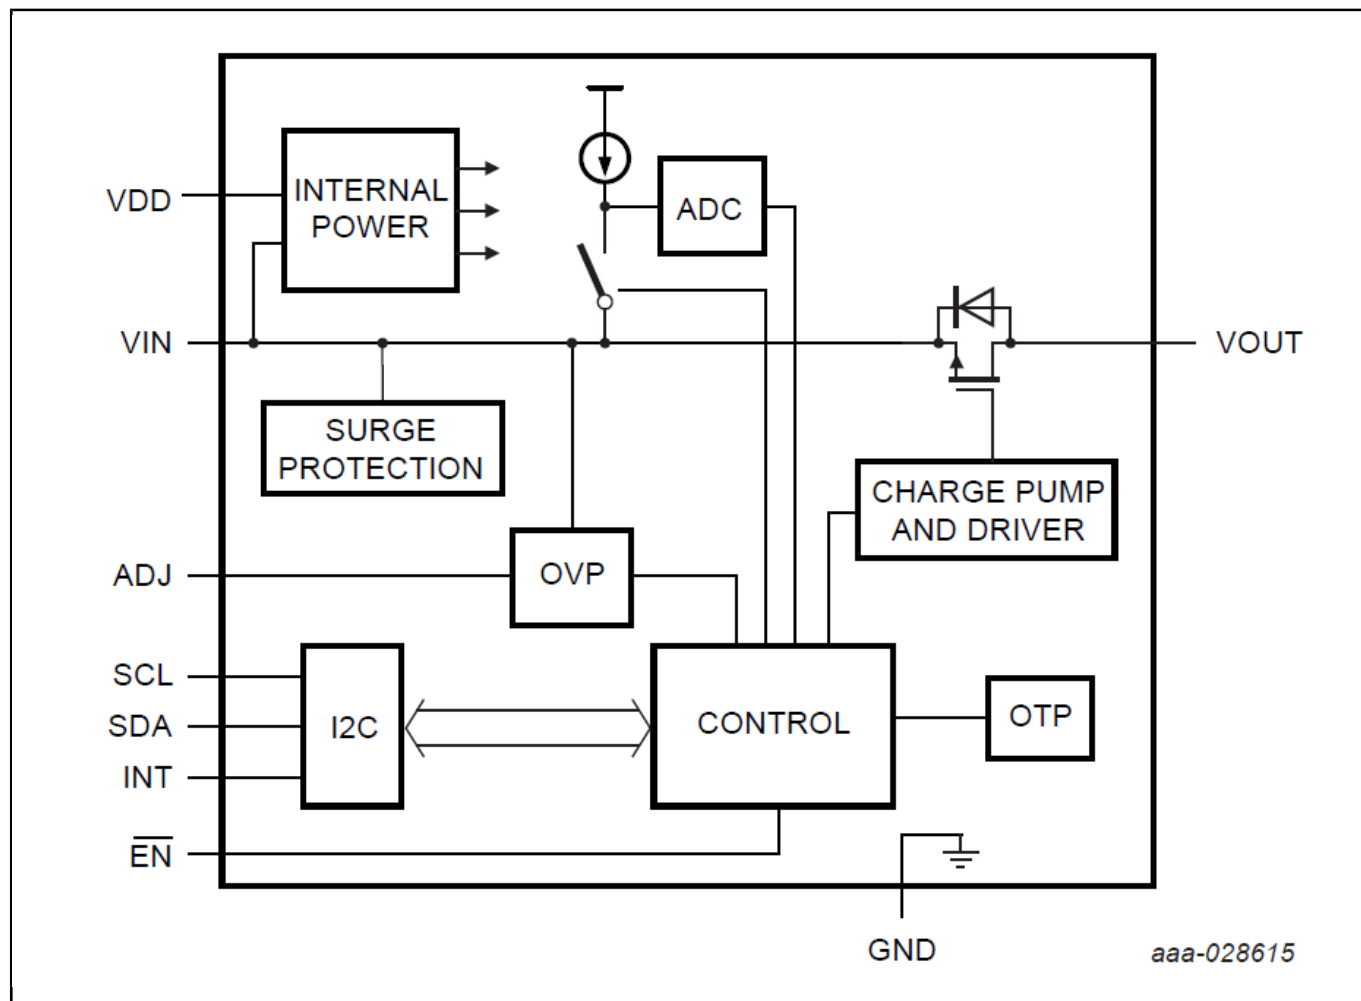 INTERNAL
POWER
ADC
VDD
VIN
VOUT
SURGE
PROTECTION
CHARGE PUMP
AND DRIVER
ADJ
OVP
SCL
SDA
INT
I2C
CONTROL
OTP
EN
GND
aaa-028615